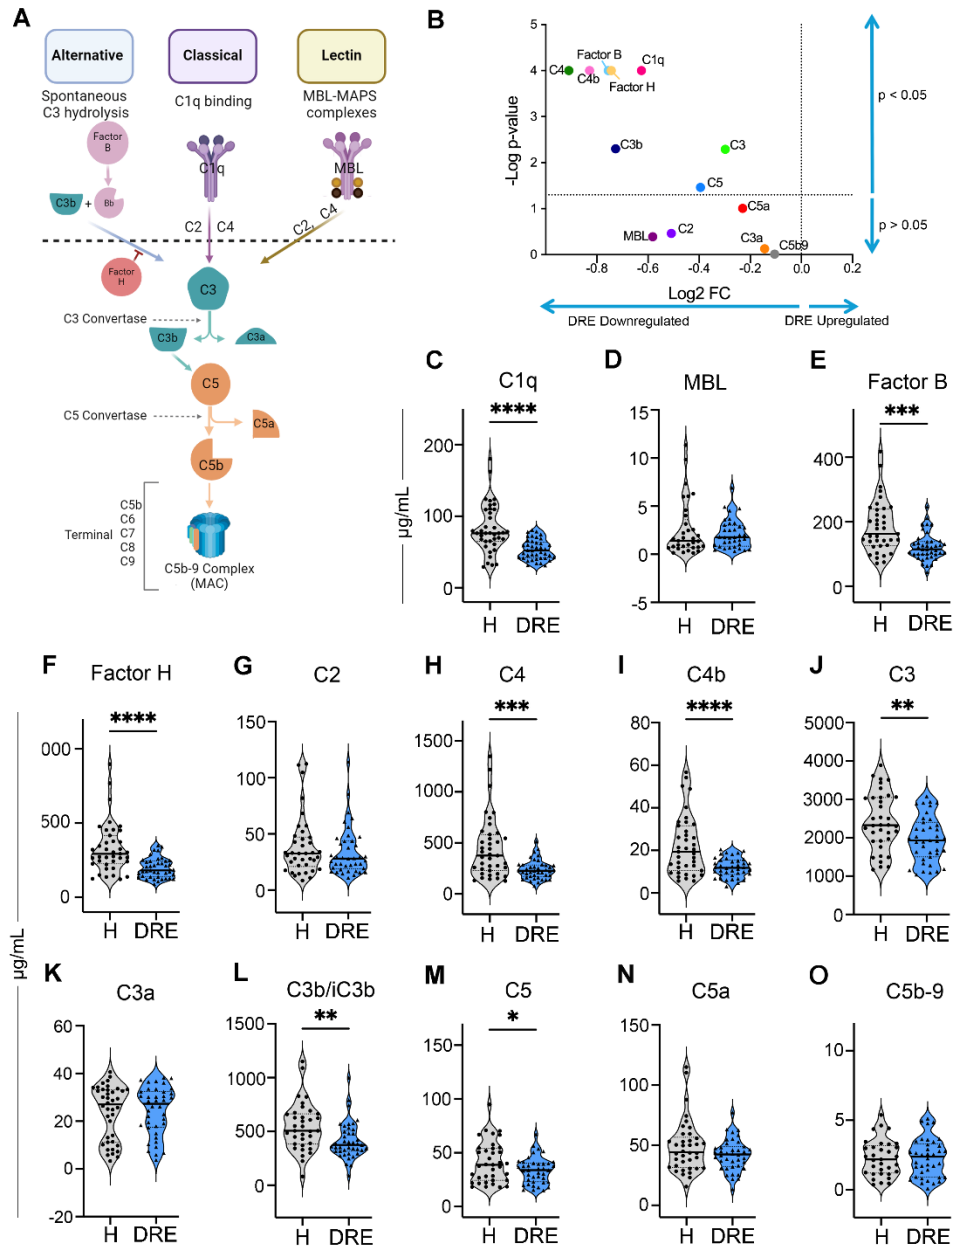 A
Alternative
Classical
Lectin
Spontaneous
C3 hydrolysis
C1q binding
MBL-MAPS
complexes
Factor
B
C1q
MBL
C3b
+
Bb
C2
C4
C2, C4
Factor
H
C3
C3 Convertase
C3b
C3a
C5
C5 Convertase
C5a
C5b
Terminal
C5b
C6
C7
C8
C9
C5b-9 Complex
(MAC)
B
-Log p-value
5
4
3
2
1
0
C4
C4b
Factor B
Factor H
C1q
C3b
C3
C5
C5a
MBL
C2
C3a
C5b9
p < 0.05
p > 0.05
-0.8
-0.6
-0.4
-0.2
0.0
0.2
Log2 FC
DRE Downregulated
DRE Upregulated
C
C1q
****
µg/mL
200
100
0
H
DRE
D
MBL
15
10
5
0
-5
H
DRE
E
Factor B
***
400
200
0
H
DRE
µg/mL
F
Factor H
****
000
500
0
H
DRE
G
C2
150
100
50
0
H
DRE
H
C4
***
1500
1000
500
0
H
DRE
I
C4b
****
80
60
40
20
0
H
DRE
J
C3
**
5000
4000
3000
2000
1000
0
H
DRE
K
C3a
60
40
20
0
-20
H
DRE
L
C3b/iC3b
**
1500
1000
500
0
H
DRE
M
C5
*
150
100
50
0
H
DRE
N
C5a
150
100
50
0
H
DRE
O
C5b-9
10
5
0
H
DRE